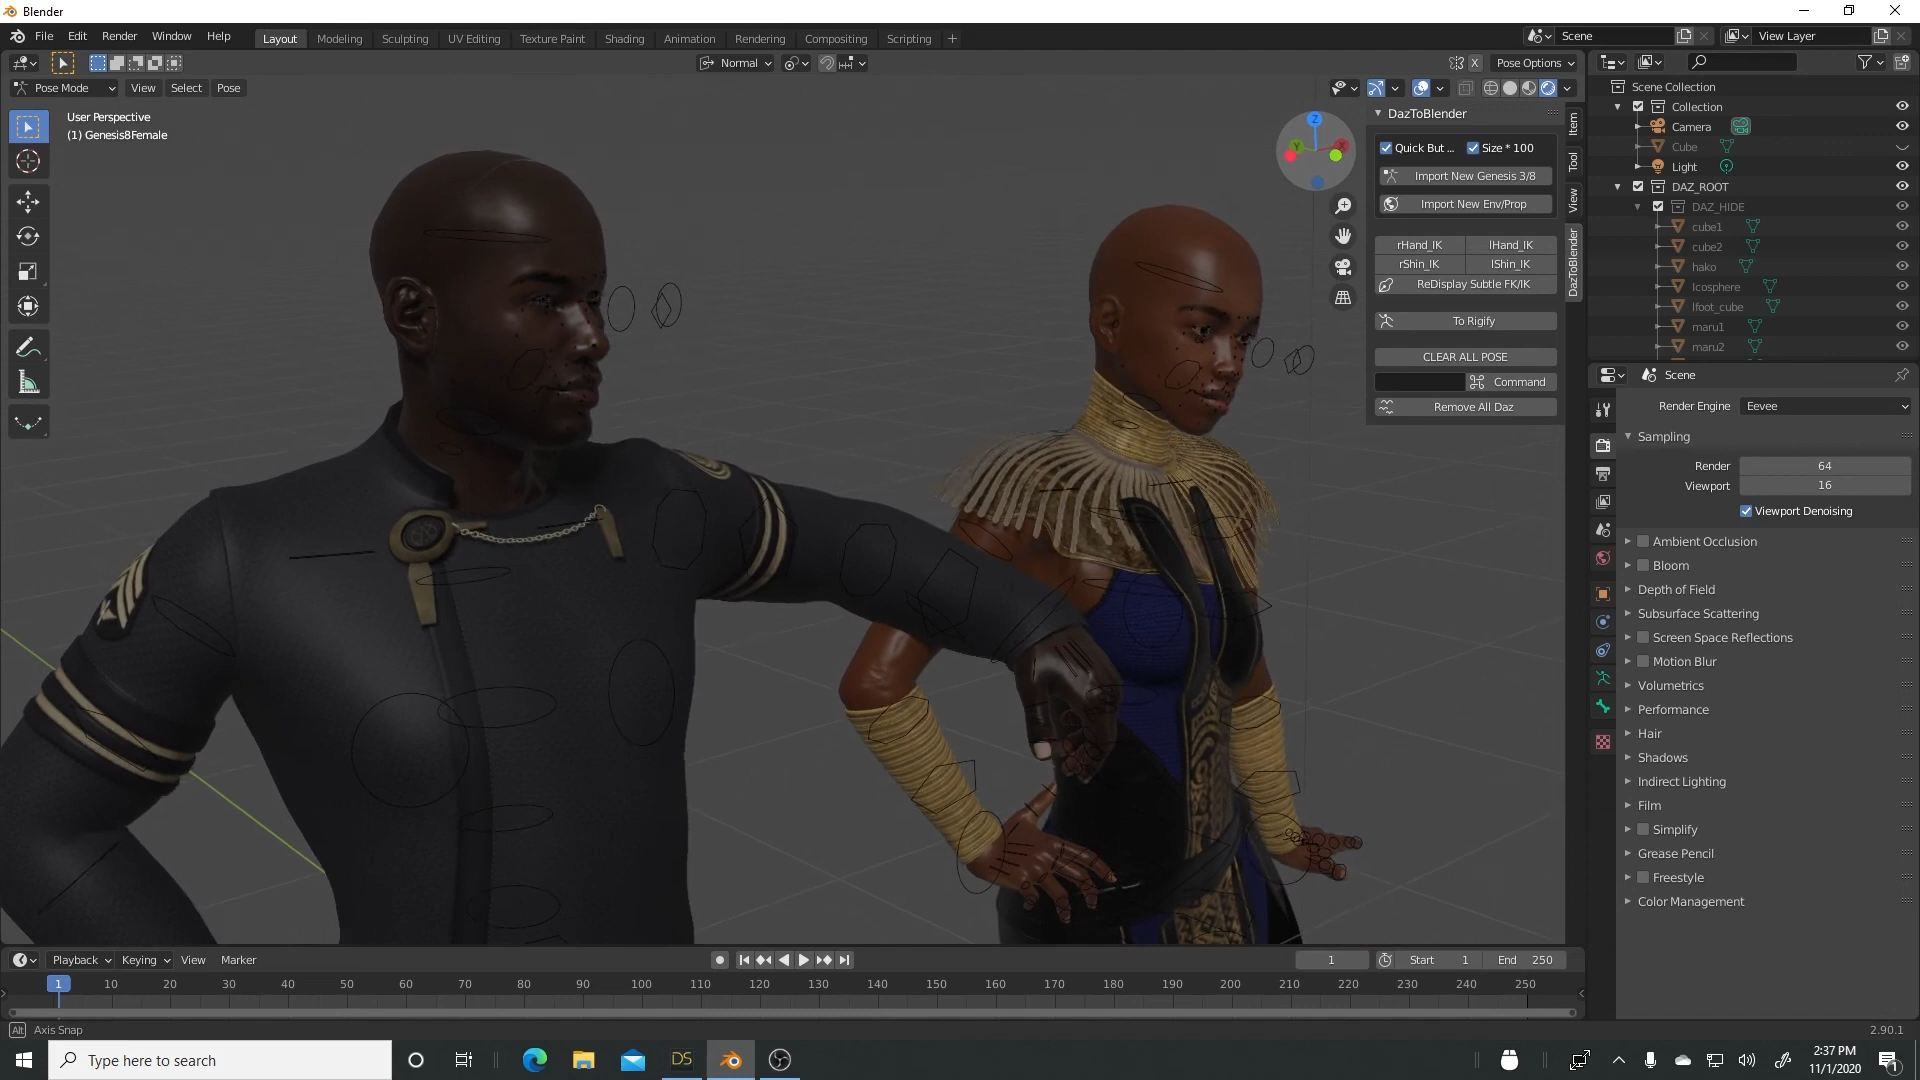 Blender
File Edit Render Window Help
Layout Modeling Sculpting UV Editing Texture Paint Shading Animation Rendering Compositing Scripting +
Scene
View Layer
Normal
X
Pose Options
Pose Mode View Select Pose
User Perspective
(1) Genesis8Female
Z
Y
X
DazToBlender
Quick But ... Size * 100
Import New Genesis 3/8
Import New Env/Prop
rHand_IK lHand_IK
rShin_IK lShin_IK
ReDisplay Subtle FK/IK
To Rigify
CLEAR ALL POSE
Command
Remove All Daz
Item
Tool
View
DazToBlender
Scene Collection
Collection
Camera
Cube
Light
DAZ_ROOT
DAZ_HIDE
cube1
cube2
hako
Icosphere
lfoot_cube
maru1
maru2
Scene
Render Engine Eevee
Sampling
Render 64
Viewport 16
Viewport Denoising
Ambient Occlusion
Bloom
Depth of Field
Subsurface Scattering
Screen Space Reflections
Motion Blur
Volumetrics
Performance
Hair
Shadows
Indirect Lighting
Film
Simplify
Grease Pencil
Freestyle
Color Management
Playback Keying View Marker
1 Start 1 End 250
1 10 20 30 40 50 60 70 80 90 100 110 120 130 140 150 160 170 180 190 200 210 220 230 240 250
Alt Axis Snap
2.90.1
Type here to search
DS
2:37 PM
11/1/2020
1